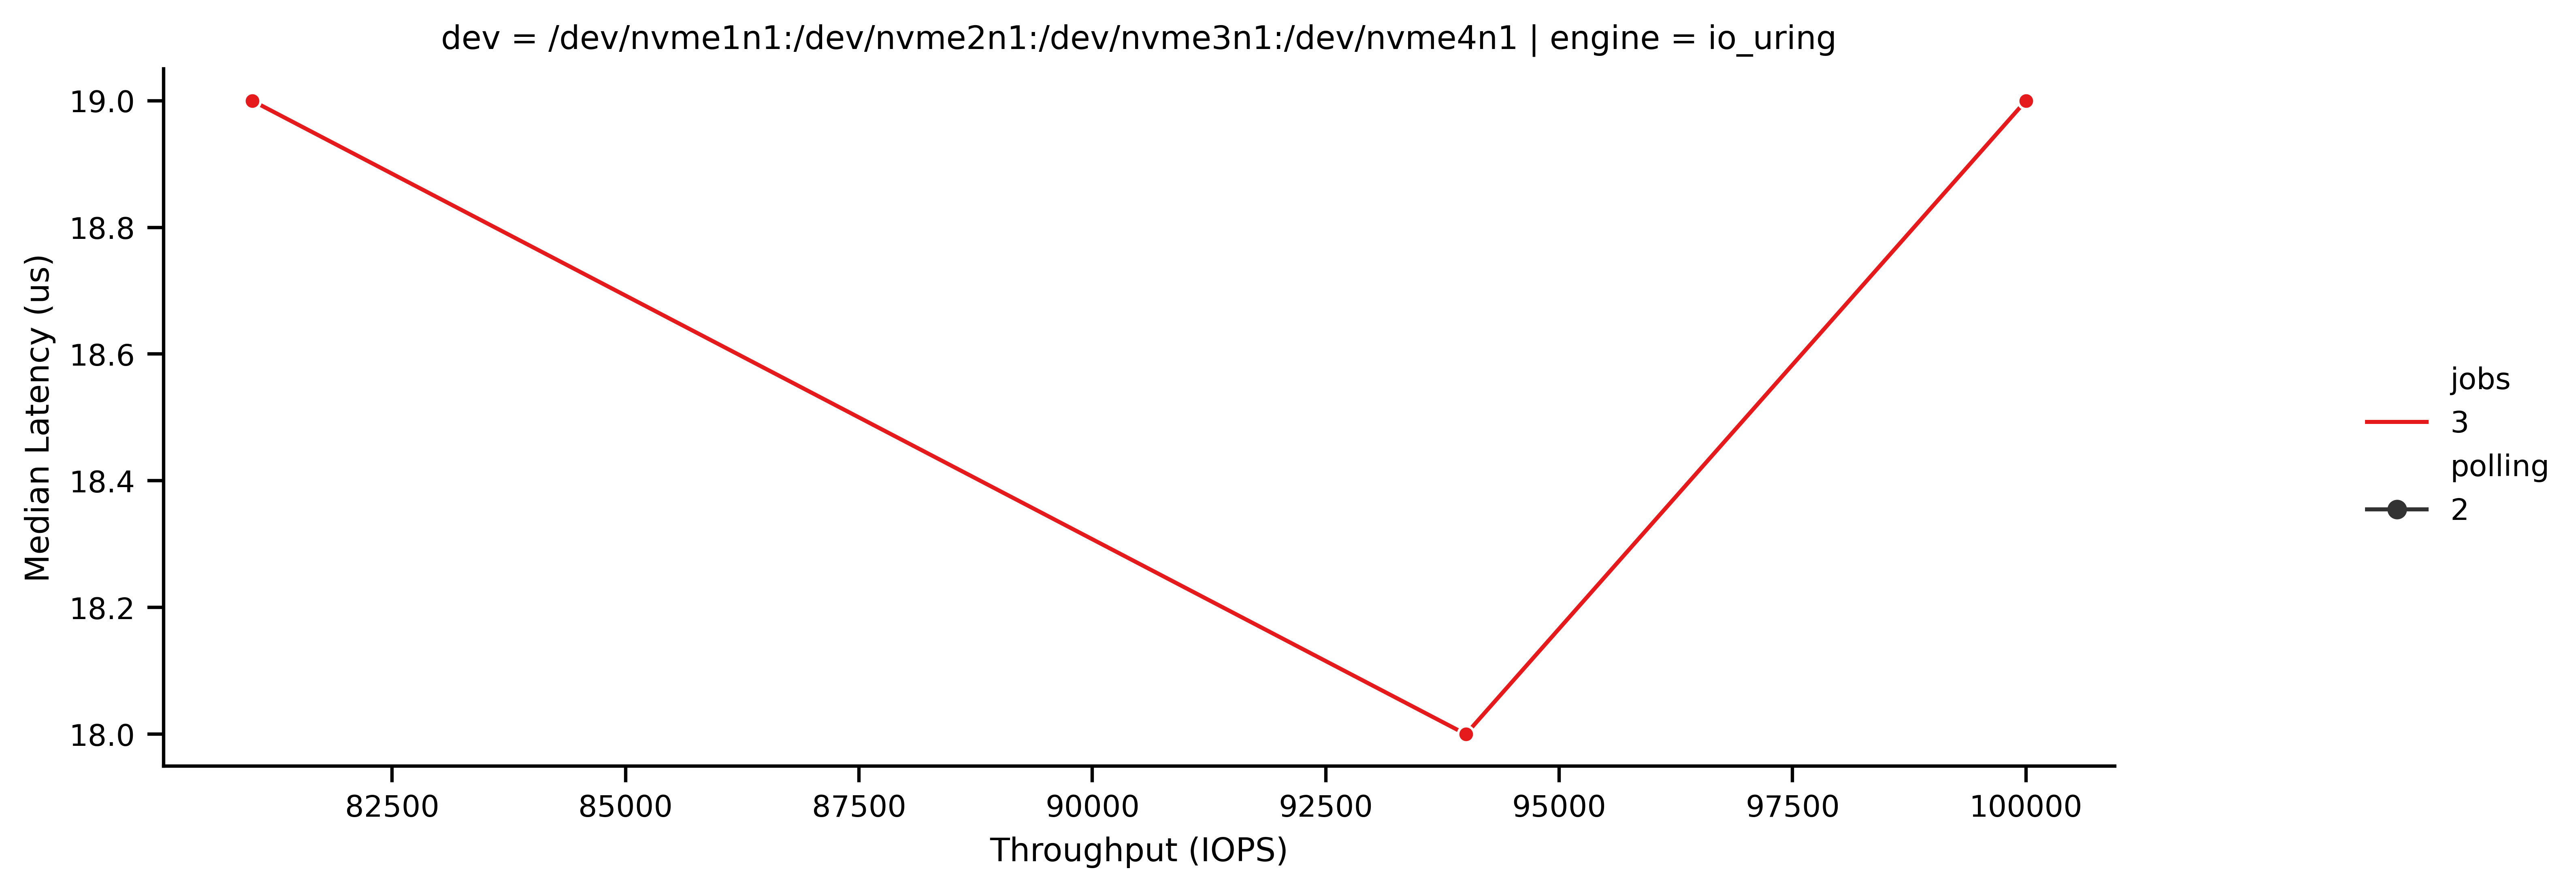 dev = /dev/nvme1n1:/dev/nvme2n1:/dev/nvme3n1:/dev/nvme4n1 | engine = io_uring
Median Latency (us)
19.0
18.8
18.6
18.4
18.2
18.0
82500 85000 87500 90000 92500 95000 97500 100000
Throughput (IOPS)
jobs
3
polling
2